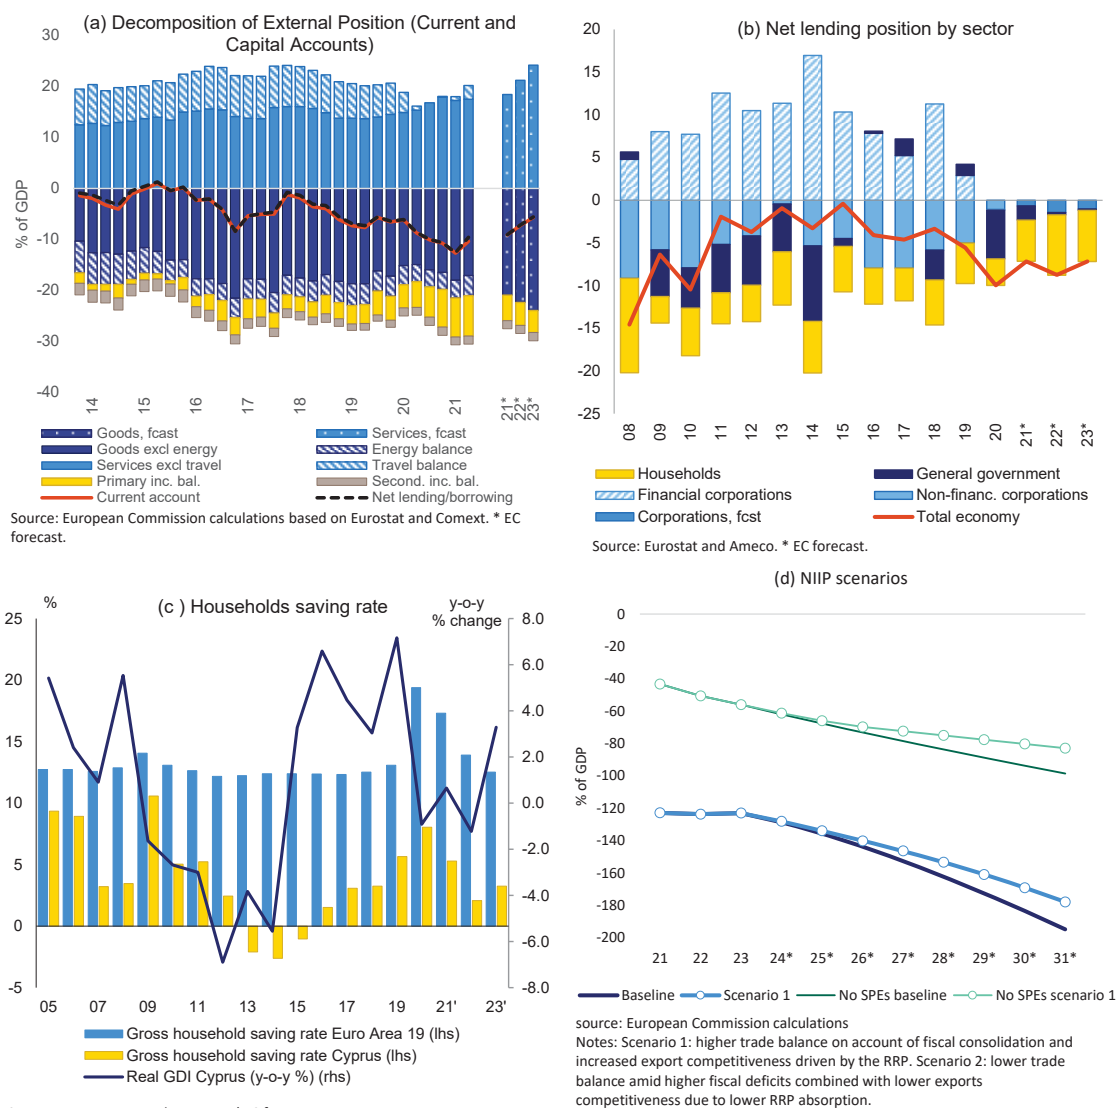 (a) Decomposition of External Position (Current and
Capital Accounts)
% of GDP
30
20
10
0
-10
-20
-30
-40
14
15
16
17
18
19
20
21
21*
22*
23*
Goods, fcast
Services, fcast
Goods excl energy
Energy balance
Services excl travel
Travel balance
Primary inc. bal.
Second. inc. bal.
Current account
Net lending/borrowing
Source: European Commission calculations based on Eurostat and Comext. * EC
forecast.
(b) Net lending position by sector
20
15
10
5
0
-5
-10
-15
-20
-25
08
09
10
11
12
13
14
15
16
17
18
19
20
21*
22*
23*
Households
General government
Financial corporations
Non-financ. corporations
Corporations, fcst
Total economy
Source: Eurostat and Ameco. * EC forecast.
(c ) Households saving rate
%
y-o-y
% change
25
20
15
10
5
0
-5
8.0
6.0
4.0
2.0
0.0
-2.0
-4.0
-6.0
-8.0
05
07
09
11
13
15
17
19
21'
23'
Gross household saving rate Euro Area 19 (lhs)
Gross household saving rate Cyprus (lhs)
Real GDI Cyprus (y-o-y %) (rhs)
(d) NIIP scenarios
% of GDP
0
-20
-40
-60
-80
-100
-120
-140
-160
-180
-200
21
22
23
24*
25*
26*
27*
28*
29*
30*
31*
Baseline
Scenario 1
No SPEs baseline
No SPEs scenario 1
source: European Commission calculations
Notes: Scenario 1: higher trade balance on account of fiscal consolidation and
increased export competitiveness driven by the RRP. Scenario 2: lower trade
balance amid higher fiscal deficits combined with lower exports
competitiveness due to lower RRP absorption.